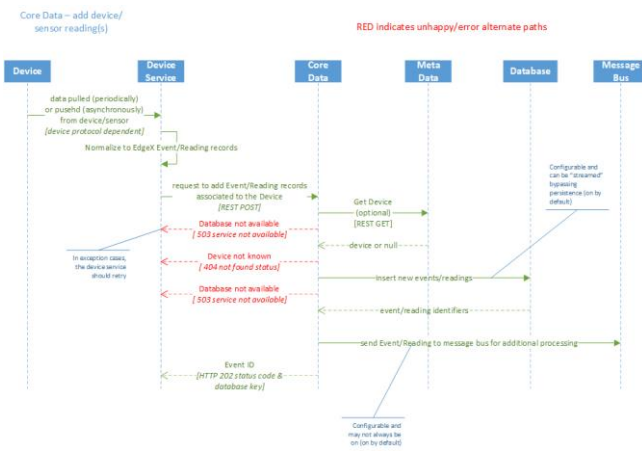 Core Data – add device/
sensor reading(s)
RED indicates unhappy/error alternate paths
Device
Device
Service
Core
Data
Meta
Data
Database
Message
Bus
data pulled (periodically)
or pusehd (asynchronously)
from device/sensor
[device protocol dependent]
Normalize to EdgeX Event/Reading records
Configurable and
can be "streamed"
bypassing
persistence (on by
default)
request to add Event/Reading records
associated to the Device
[REST POST]
Get Device
(optional)
[REST GET]
Database not available
[ 503 service not available]
device or null
In exception cases,
the device service
should retry
Device not known
[ 404 not found status]
Insert new events/readings
Database not available
[ 503 service not available]
event/reading identifiers
send Event/Reading to message bus for additional processing
Event ID
[HTTP 202 status code &
database key]
Configurable and
may not always be
on (on by default)